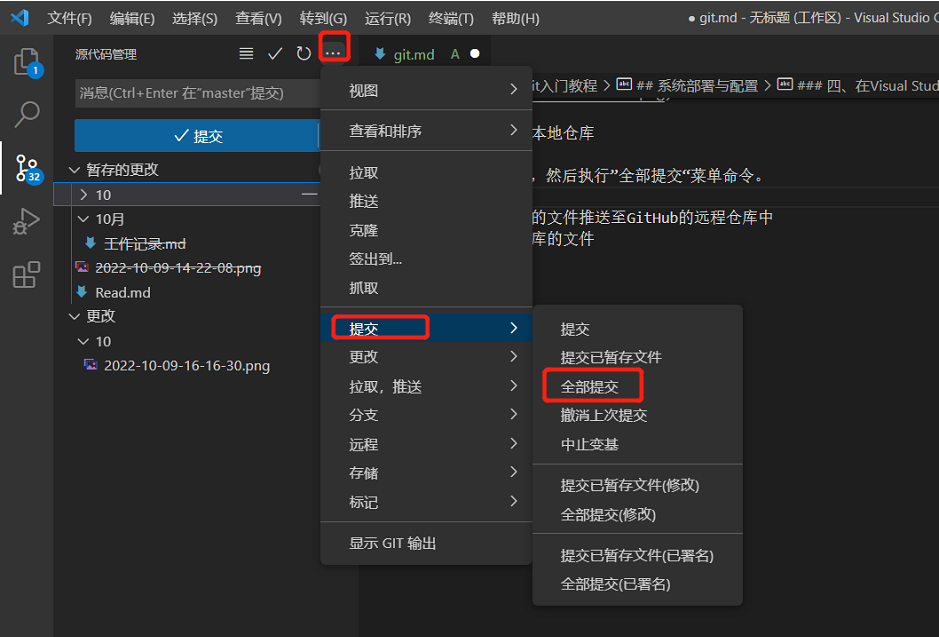 文件(F) 编辑(E) 选择(S) 查看(V) 转到(G) 运行(R) 终端(T) 帮助(H) ● git.md - 无标题 (工作区) - Visual Studio
源代码管理
git.md A
消息(Ctrl+Enter 在"master"提交)
提交
暂存的更改
10
10月
工作记录.md
2022-10-09-14-22-08.png
Read.md
更改
10
2022-10-09-16-16-30.png
1
32
视图
查看和排序
拉取
推送
克隆
签出到...
抓取
提交
更改
拉取，推送
分支
远程
存储
标记
显示 GIT 输出
提交
提交已暂存文件
全部提交
撤消上次提交
中止变基
提交已暂存文件(修改)
全部提交(修改)
提交已暂存文件(已署名)
全部提交(已署名)
it入门教程 > ## 系统部署与配置 > ### 四、在Visual Stud
本地仓库
，然后执行”全部提交“菜单命令。
的文件推送至GitHub的远程仓库中
库的文件